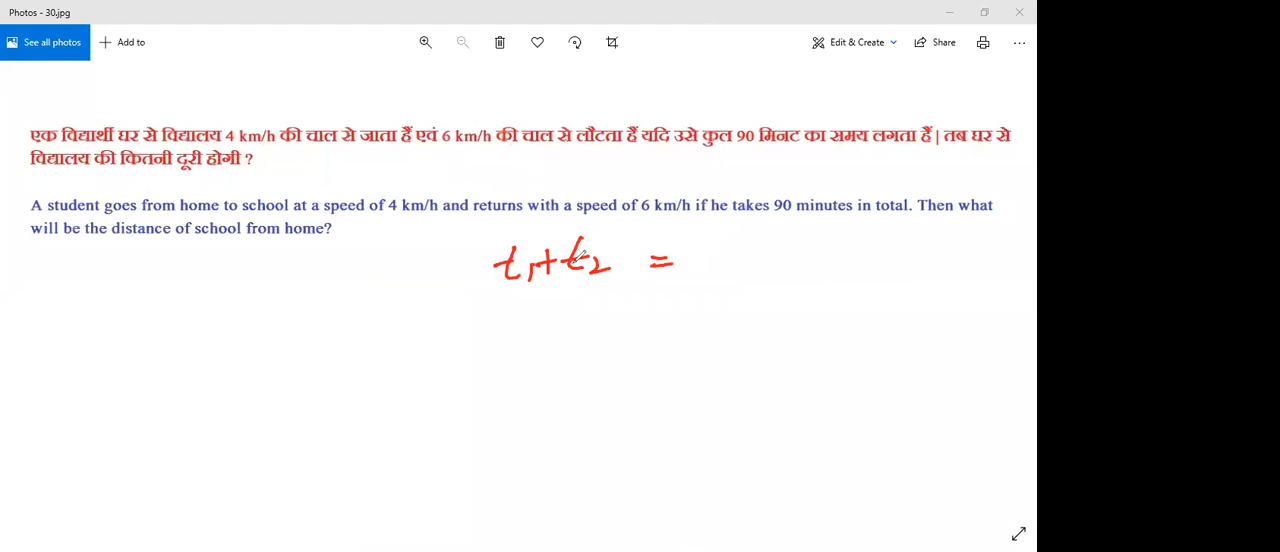 Photos - 30.jpg
See all photos
Add to
Edit & Create
Share
एक विद्यार्थी घर से विद्यालय 4 km/h की चाल से जाता हैं एवं 6 km/h की चाल से लौटता हैं यदि उसे कुल 90 मिनट का समय लगता हैं | तब घर से
विद्यालय की कितनी दूरी होगी ?
A student goes from home to school at a speed of 4 km/h and returns with a speed of 6 km/h if he takes 90 minutes in total. Then what
will be the distance of school from home?
t₁+t₂ =